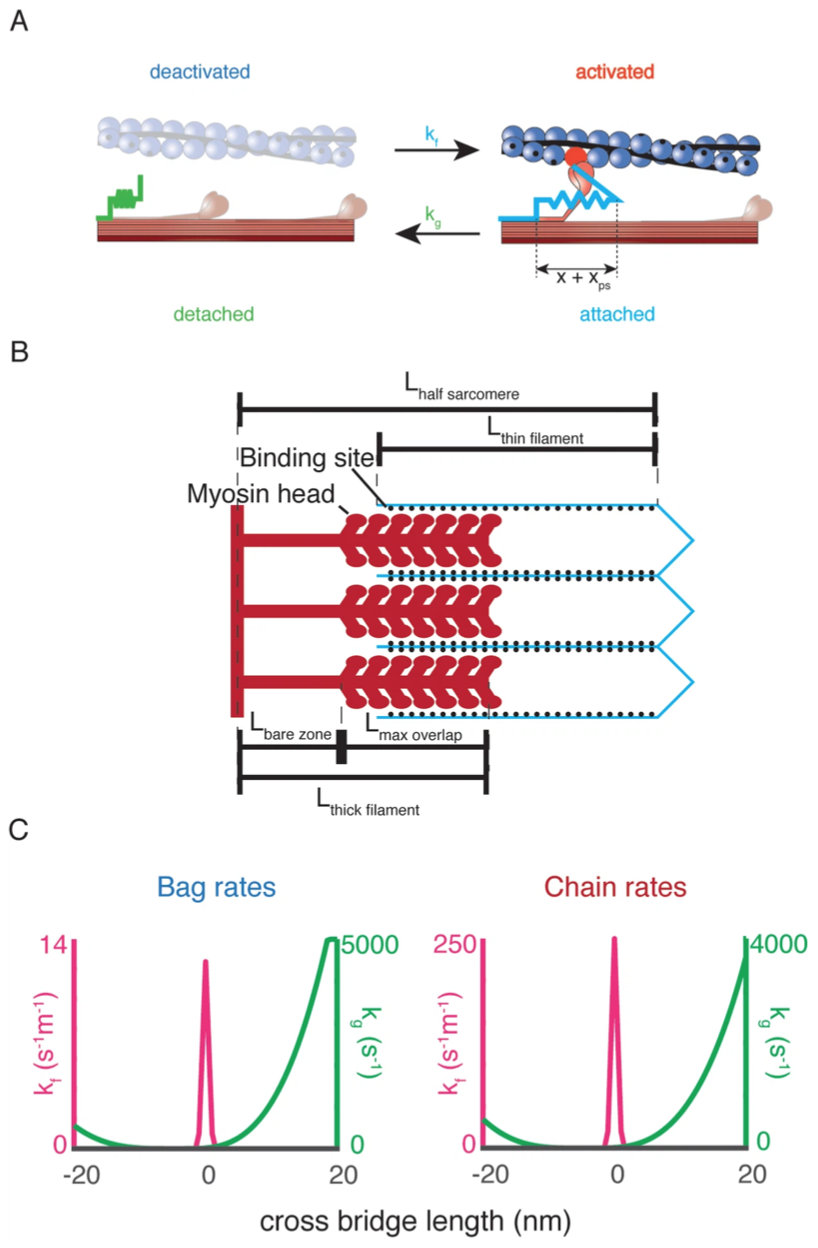 A
deactivated
activated
kf
kg
x + xps
detached
attached
B
Lhalf sarcomere
Lthin filament
Binding site
Myosin head
Lbare zone
Lmax overlap
Lthick filament
C
Bag rates
Chain rates
14
5000
250
4000
kf (s-1m-1)
kg (s-1)
kf (s-1m-1)
kg (s-1)
0
0
0
0
-20
0
20
-20
0
20
cross bridge length (nm)